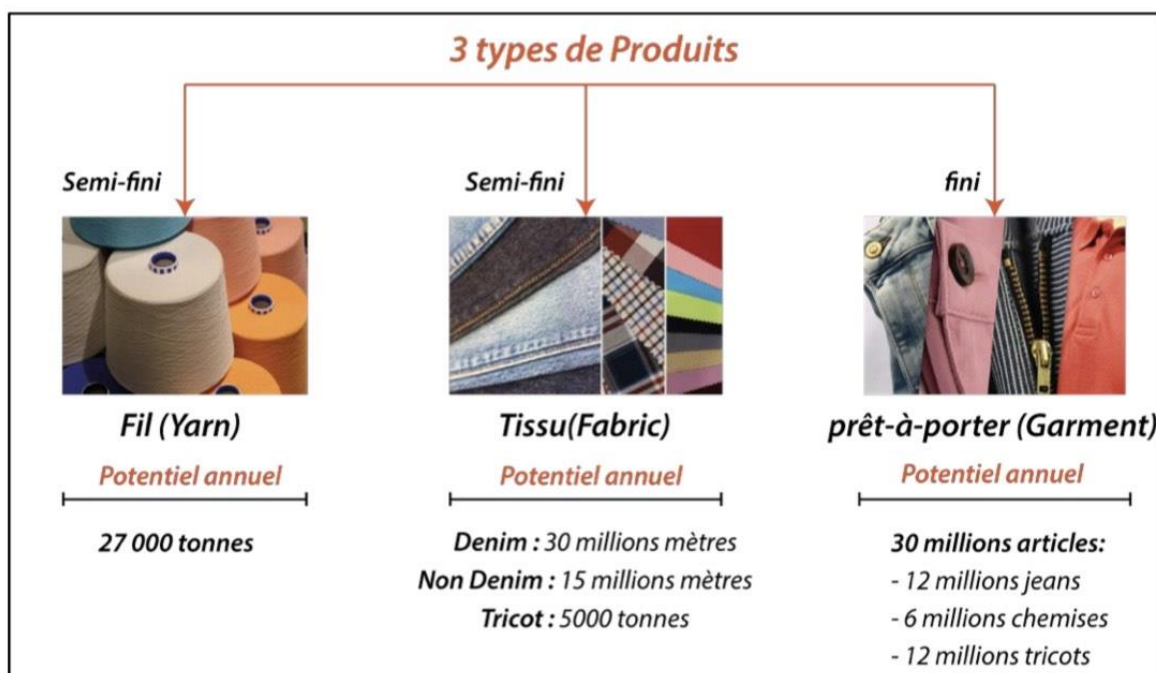 3 types de Produits
Semi-fini
Semi-fini
fini
Fil (Yarn)
Tissu(Fabric)
prêt-à-porter (Garment)
Potentiel annuel
Potentiel annuel
Potentiel annuel
27 000 tonnes
Denim : 30 millions mètres
Non Denim : 15 millions mètres
Tricot : 5000 tonnes
30 millions articles:
- 12 millions jeans
- 6 millions chemises
- 12 millions tricots